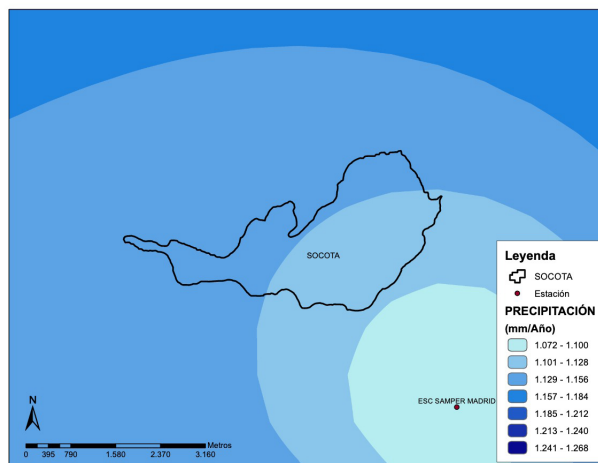 SOCOTA
Leyenda
SOCOTA
Estación
PRECIPITACIÓN
(mm/Año)
1.072 - 1.100
1.101 - 1.128
1.129 - 1.156
1.157 - 1.184
1.185 - 1.212
1.213 - 1.240
1.241 - 1.268
ESC SAMPER MADRID
N
Metros
0 395 790 1.580 2.370 3.160